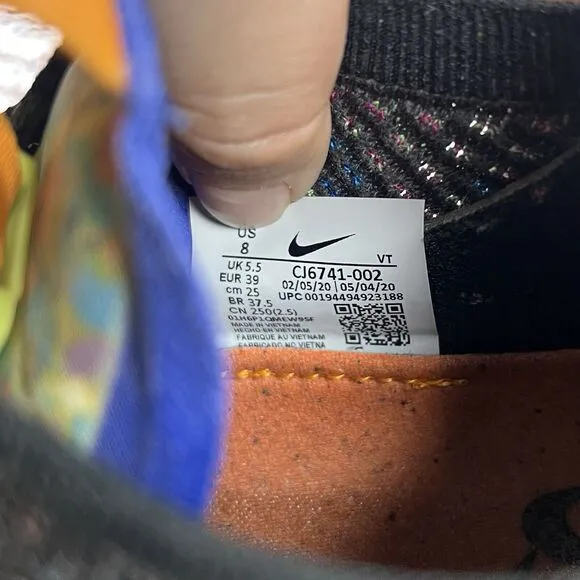 US
8
VT
UK 5.5
EUR 39
cm 25
BR 37.5
CN 250(2.5)
CJ6741-002
02/05/20 05/04/20
UPC 00194494923188
01H6P1QMEW9SF
MADE IN VIETNAM
HECHO EN VIETNAM
FABRIQUE AU VIETNAM
FABRICADO NO VIETNA